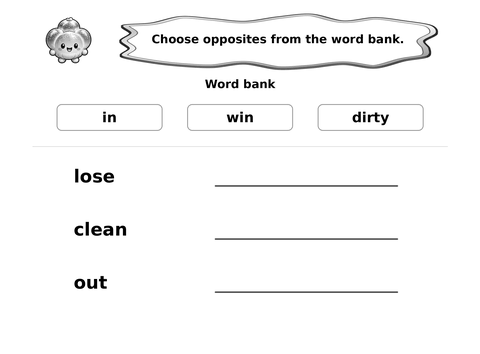 Choose opposites from the word bank.
Word bank
in win dirty
lose
clean
out